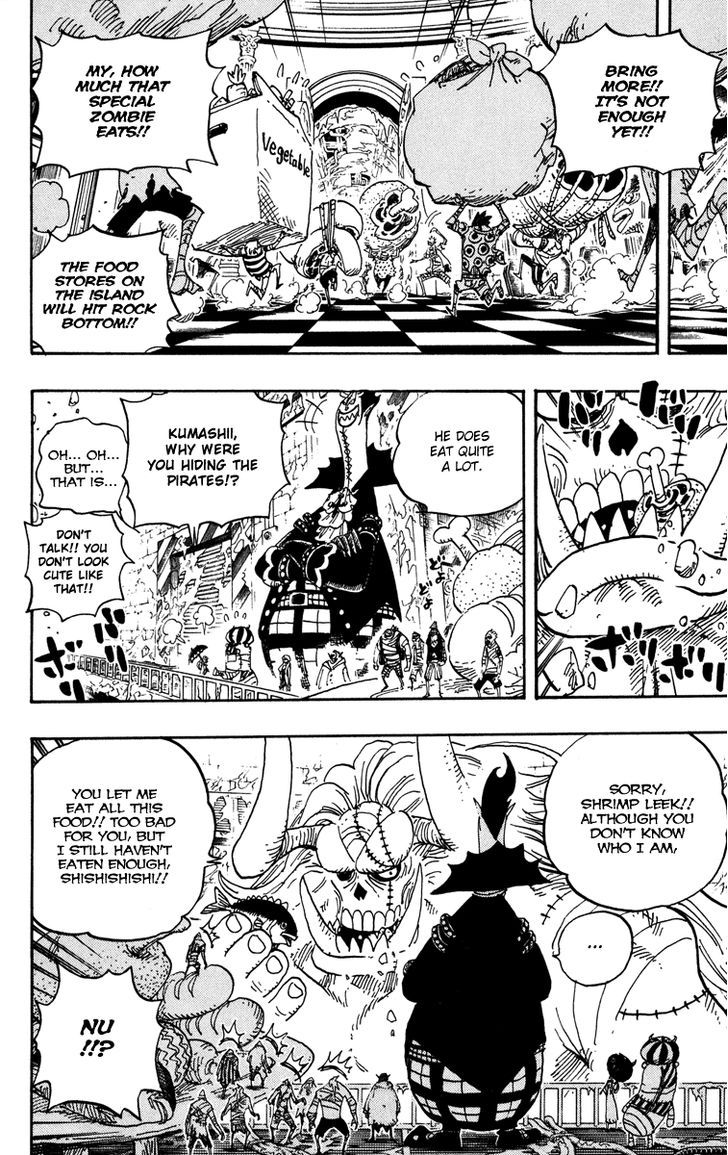 BRING
MORE!!
IT'S NOT
ENOUGH
YET!!
MY, HOW
MUCH THAT
SPECIAL
ZOMBIE
EATS!!
Vegetable
THE FOOD
STORES ON
THE ISLAND
WILL HIT ROCK
BOTTOM!!
HE DOES
EAT QUITE
A LOT.
KUMASHII,
WHY WERE
YOU HIDING THE
PIRATES!?
OH... OH...
BUT...
THAT IS...
DON'T
TALK!! YOU
DON'T LOOK
CUTE LIKE
THAT!!
どよ
どよ
SORRY,
SHRIMP LEEK!!
ALTHOUGH YOU
DON'T KNOW
WHO I AM,
YOU LET ME
EAT ALL THIS
FOOD!! TOO BAD
FOR YOU, BUT
I STILL HAVEN'T
EATEN ENOUGH,
SHISHISHISHI!!
...
NU
!!?